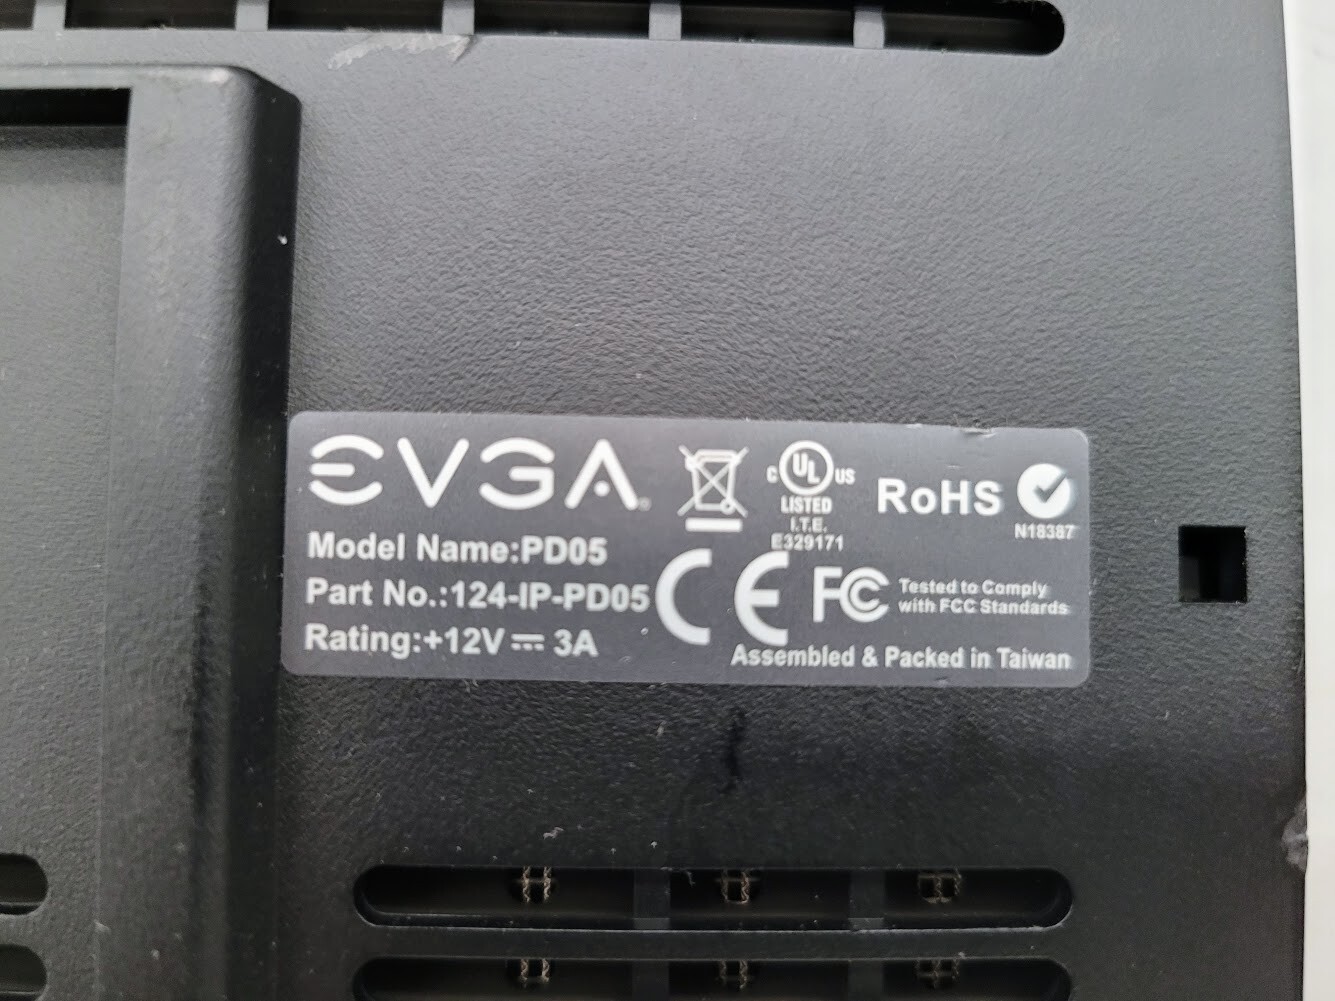 EVGA
C UL US
LISTED
I.T.E.
E329171
RoHS
N18387
Model Name:PD05
Part No.:124-IP-PD05
Rating:+12V⎓ 3A
CE FC Tested to Comply
with FCC Standards
Assembled & Packed in Taiwan